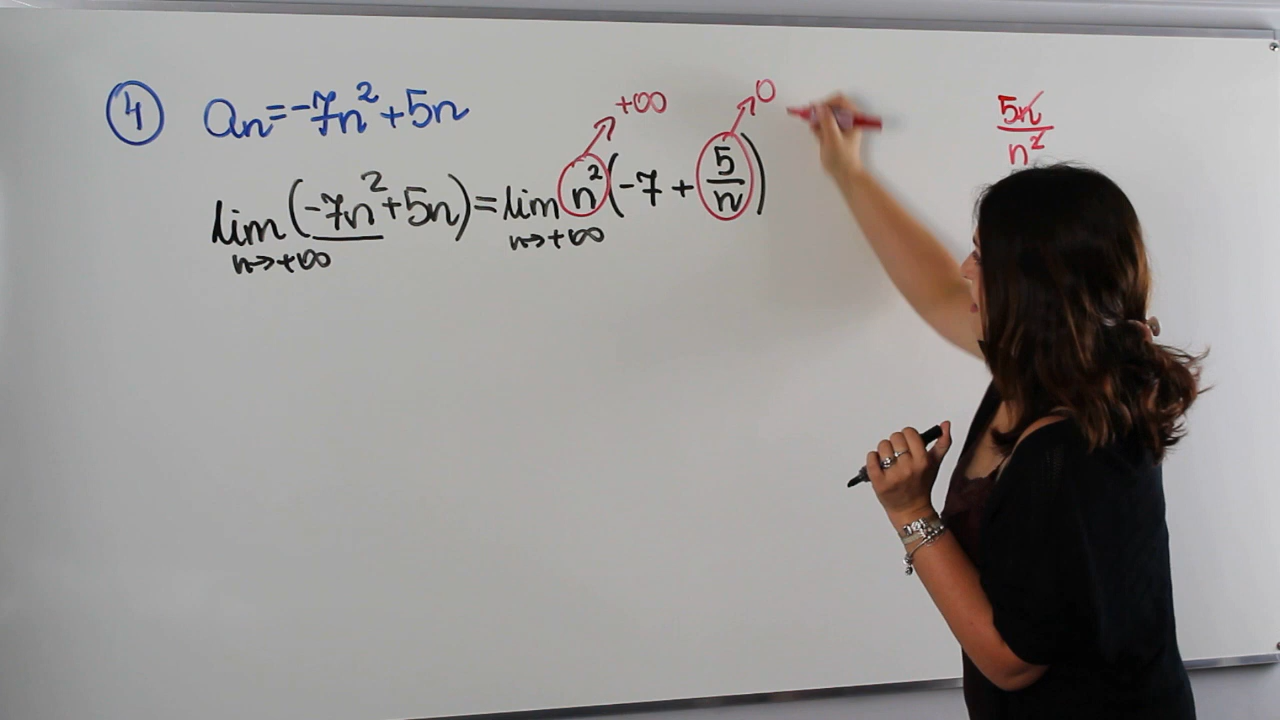 ④ an=-7n²+5n
lim (-7n²+5n)=lim n²(-7+5/n)
n→+∞ n→+∞
+∞
0
5n/n²